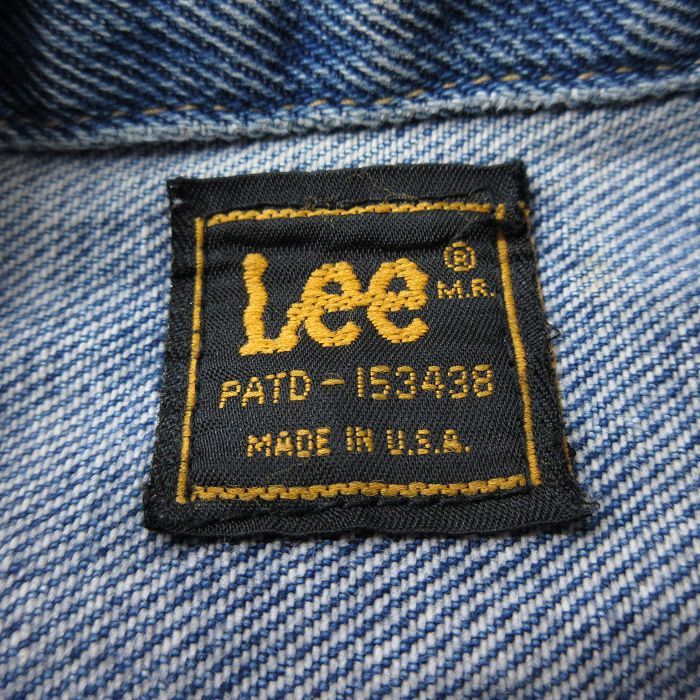 Lee ®
M.R.
PATD-153438
MADE IN U.S.A.